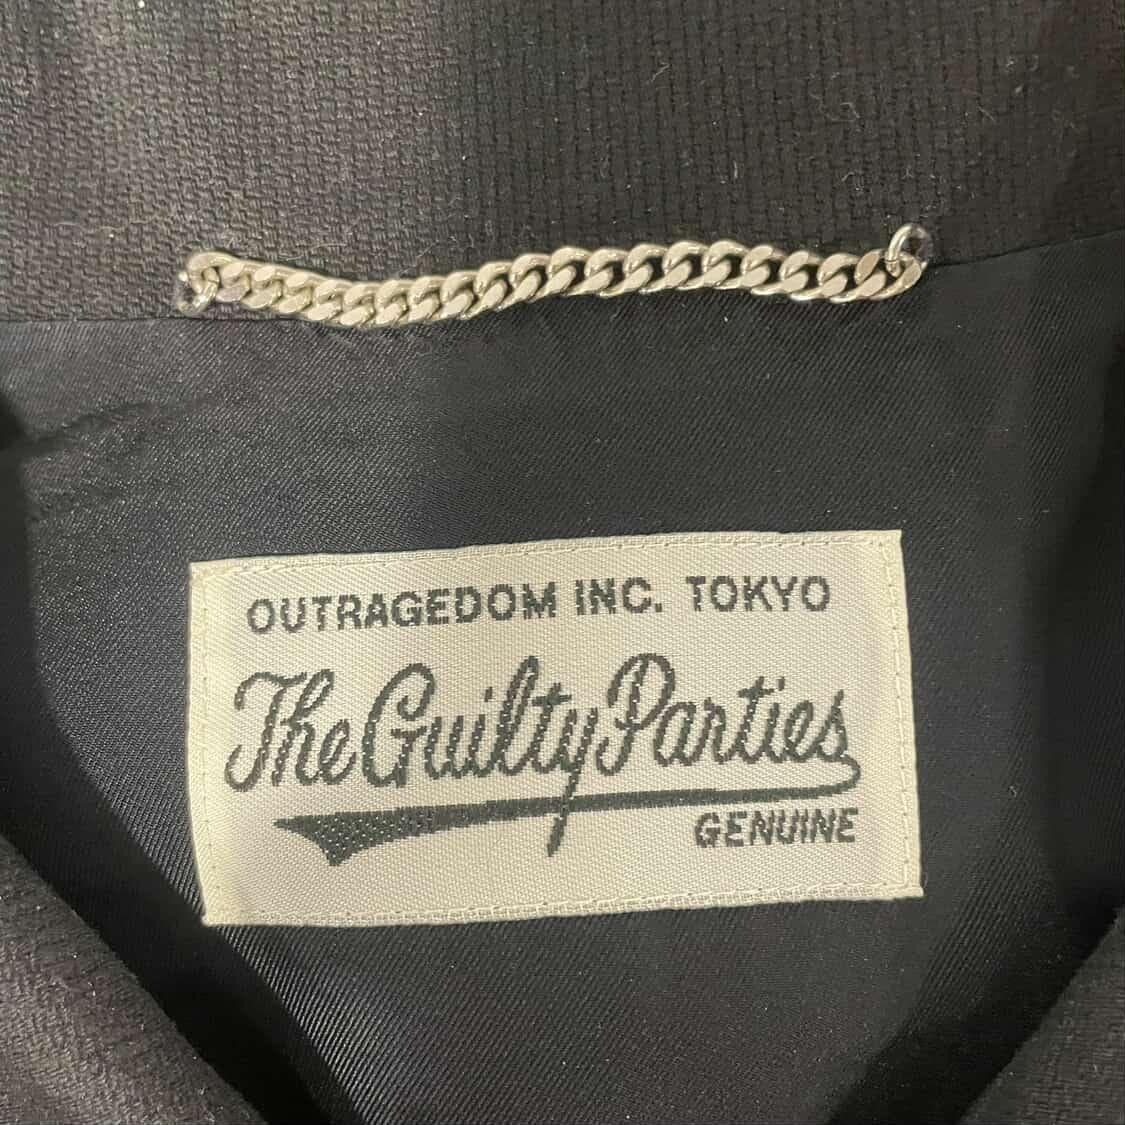 OUTRAGEDOM INC. TOKYO
The Guilty Parties
GENUINE